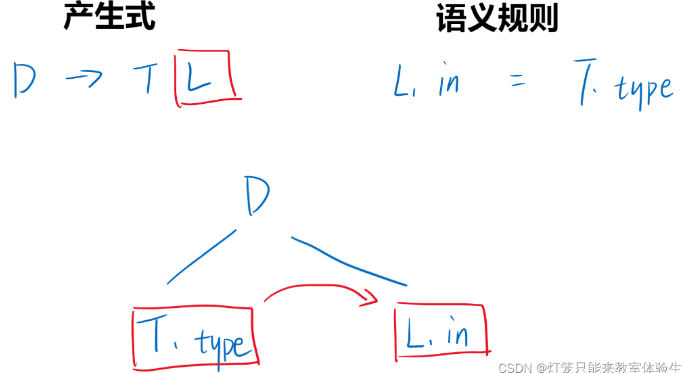 产生式 语义规则
D → T L L. in = T. type
D
T. type L. in
CSDN @灯笼只能来教室体验生